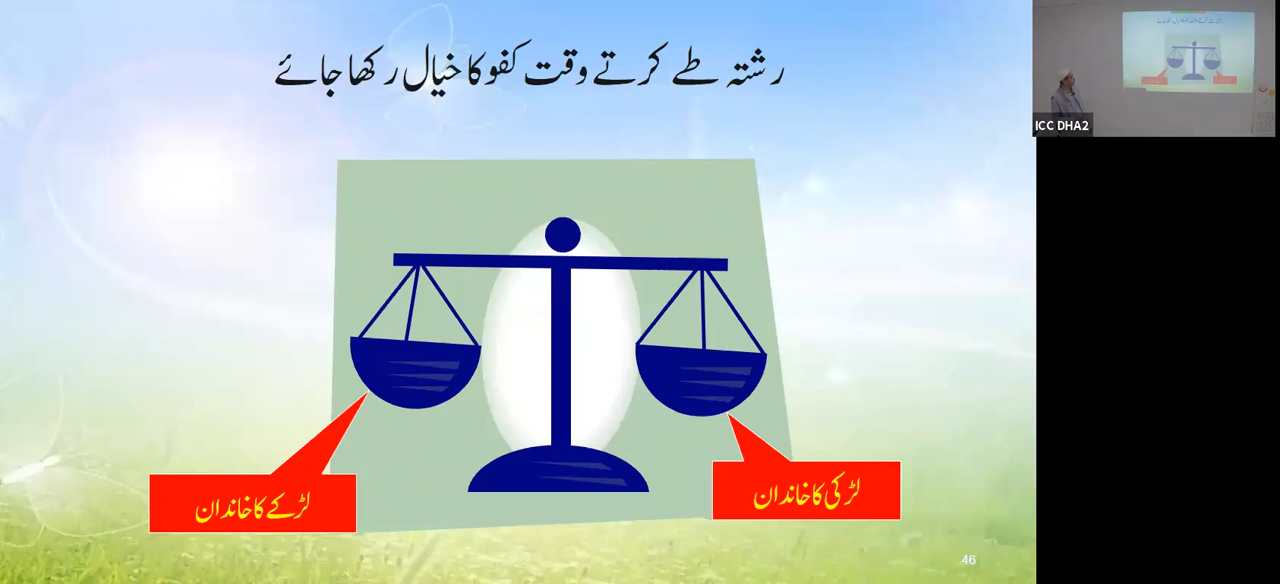 رشتہ طے کرتے وقت کفو کا خیال رکھا جائے
لڑکی کا خاندان
لڑکے کا خاندان
46
ICC DHA2